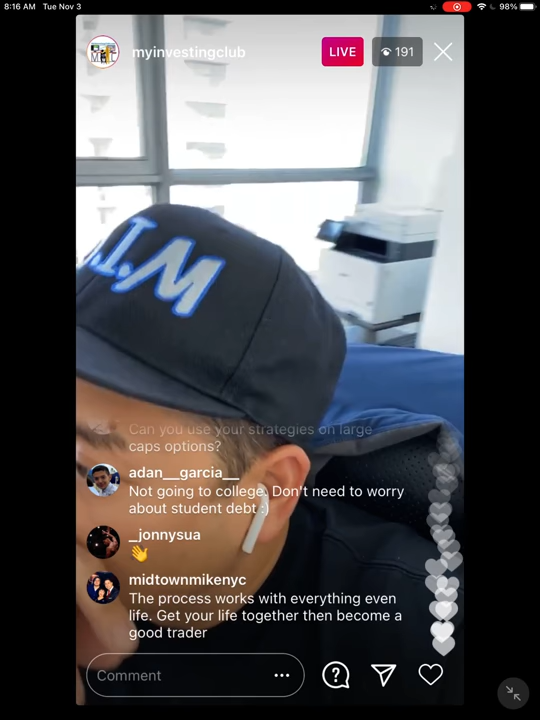 8:16 AM Tue Nov 3
98%
myinvestingclub
LIVE
191
M.I.
Can you use your strategies on large
caps options?
adan__garcia__
Not going to college. Don't need to worry
about student debt :)
_jonnysua
👋
midtownmikenyc
The process works with everything even
life. Get your life together then become a
good trader
Comment